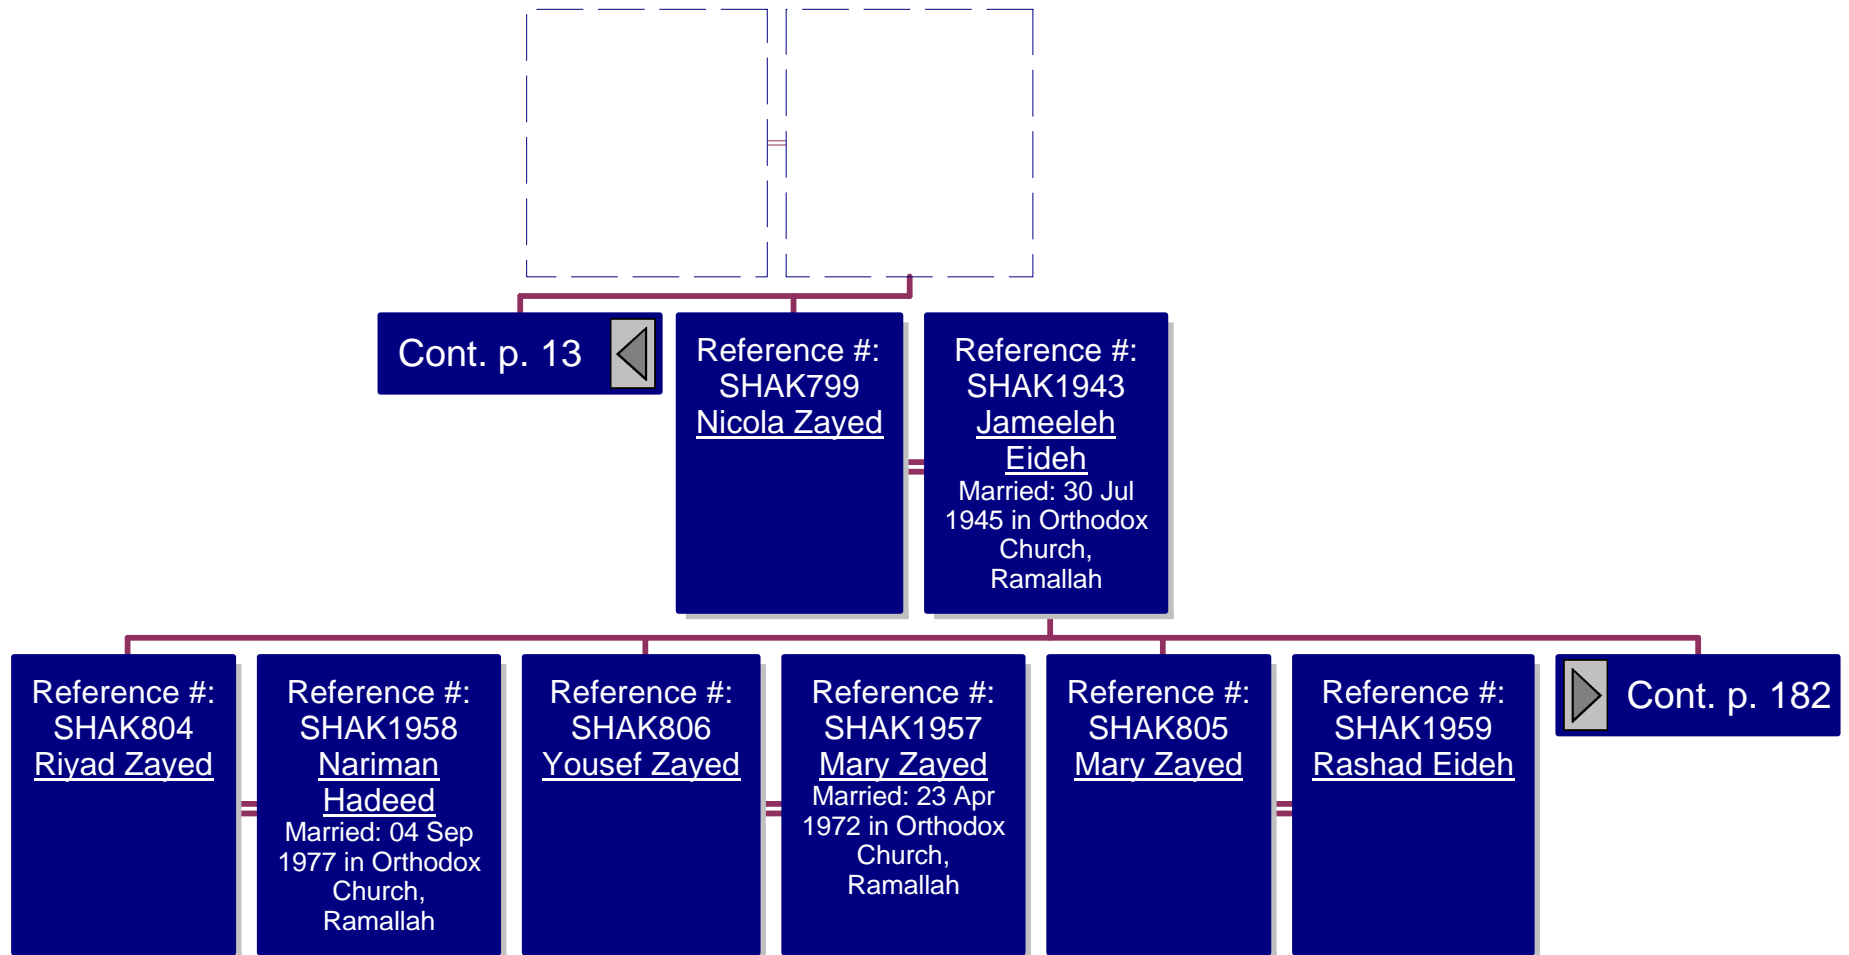 Cont. p. 13
Reference #:
SHAK799
Nicola Zayed
Reference #:
SHAK1943
Jameeleh
Eideh
Married: 30 Jul
1945 in Orthodox
Church,
Ramallah
Reference #:
SHAK804
Riyad Zayed
Reference #:
SHAK1958
Nariman
Hadeed
Married: 04 Sep
1977 in Orthodox
Church,
Ramallah
Reference #:
SHAK806
Yousef Zayed
Reference #:
SHAK1957
Mary Zayed
Married: 23 Apr
1972 in Orthodox
Church,
Ramallah
Reference #:
SHAK805
Mary Zayed
Reference #:
SHAK1959
Rashad Eideh
Cont. p. 182